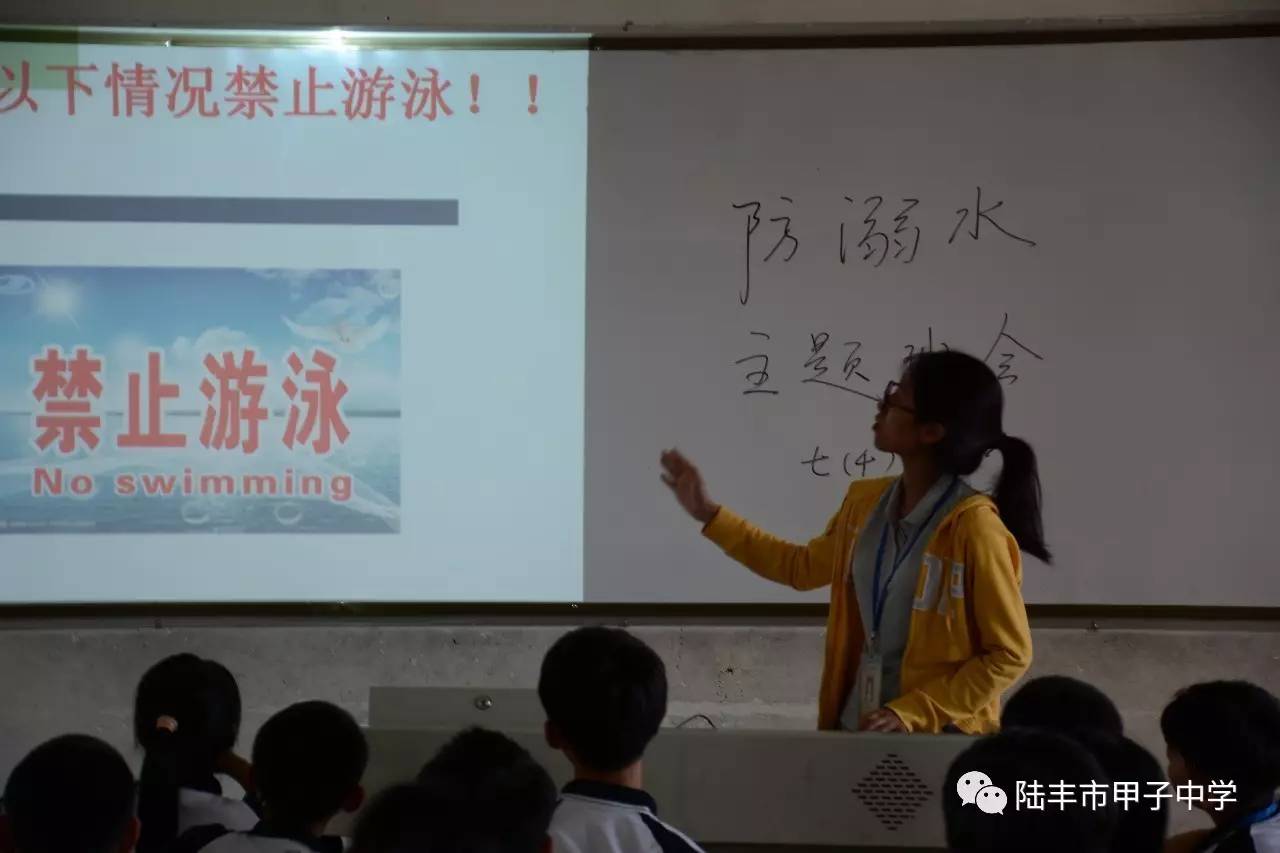 以下情况禁止游泳！！
禁止游泳
No swimming
防溺水
主题 会
七(4)
陆丰市甲子中学